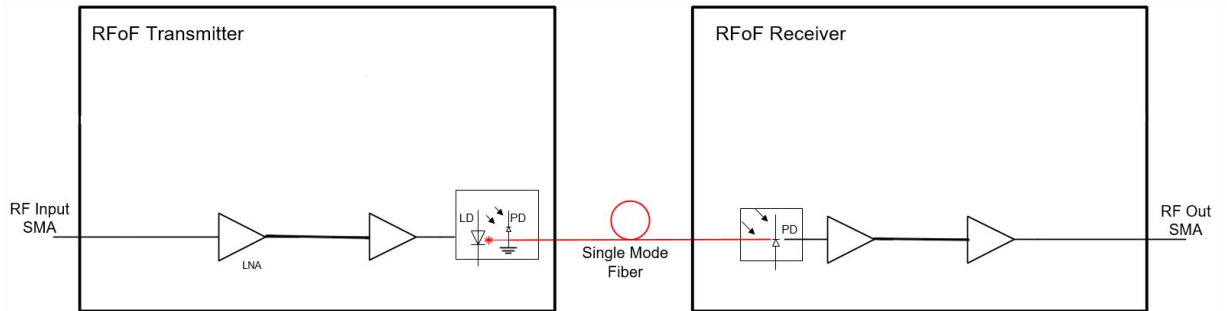 RFoF Transmitter
RFoF Receiver
RF Input
SMA
LNA
LD
PD
Single Mode
Fiber
PD
RF Out
SMA